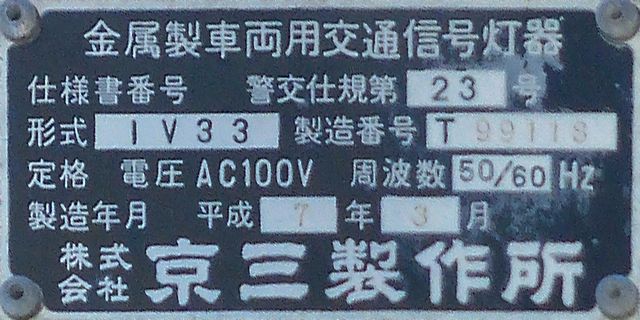 金属製車両用交通信号灯器
仕様書番号 警交仕規第 23 号
形式 1V33 製造番号 T 99118
定格 電圧 AC100V 周波数 50/60 Hz
製造年月 平成 7 年 3 月
株式会社 京三製作所